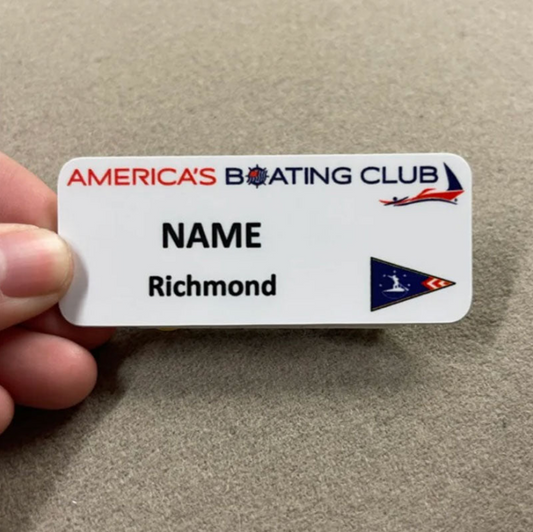 AMERICA'S BOATING CLUB
NAME
Richmond